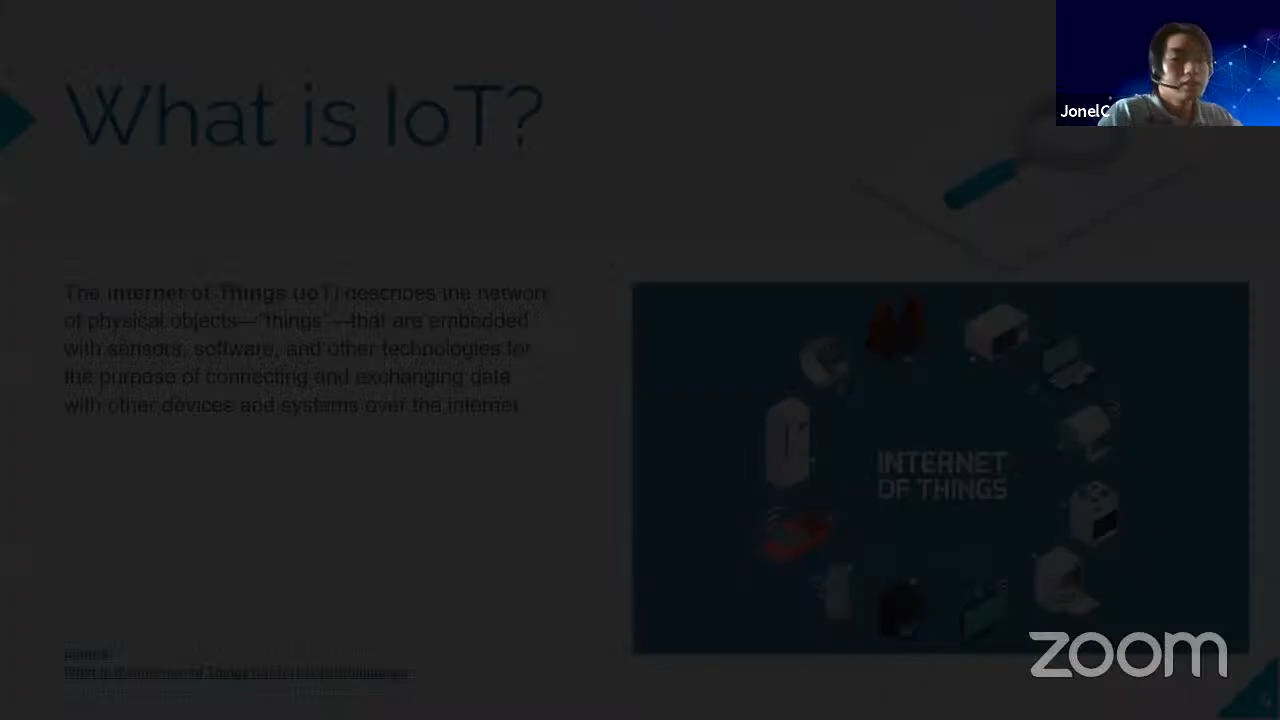 What is IoT?
JonelC
The Internet of Things (IoT) describes the network
of physical objects—“things”—that are embedded
with sensors, software, and other technologies for
the purpose of connecting and exchanging data
with other devices and systems over the internet
INTERNET
OF THINGS
zoom